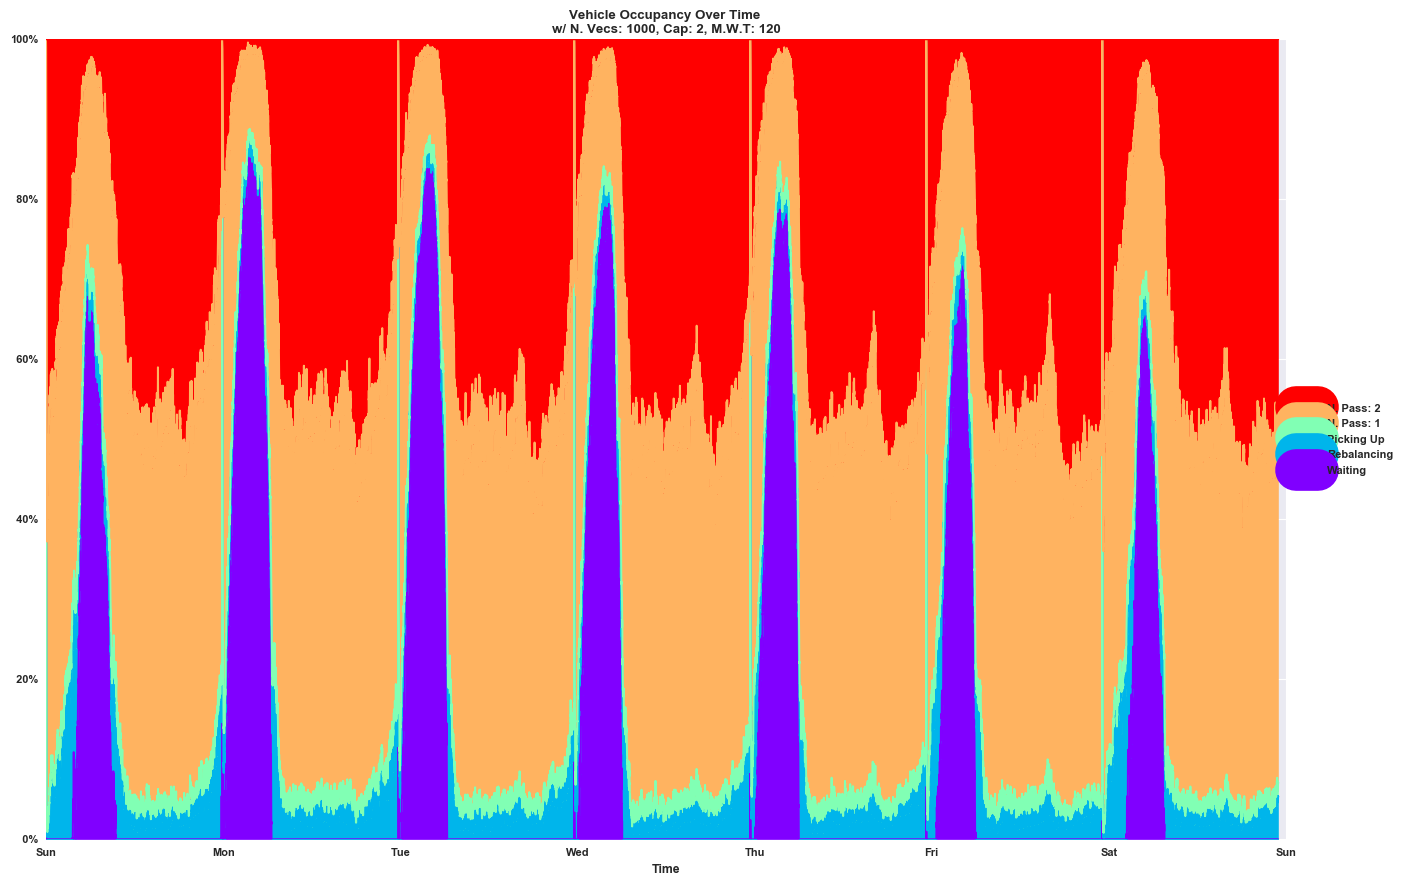 Vehicle Occupancy Over Time
w/ N. Vecs: 1000, Cap: 2, M.W.T: 120
100%
80%
60%
40%
20%
0%
Pass: 2
Pass: 1
Picking Up
Rebalancing
Waiting
Sun Mon Tue Wed Thu Fri Sat Sun
Time